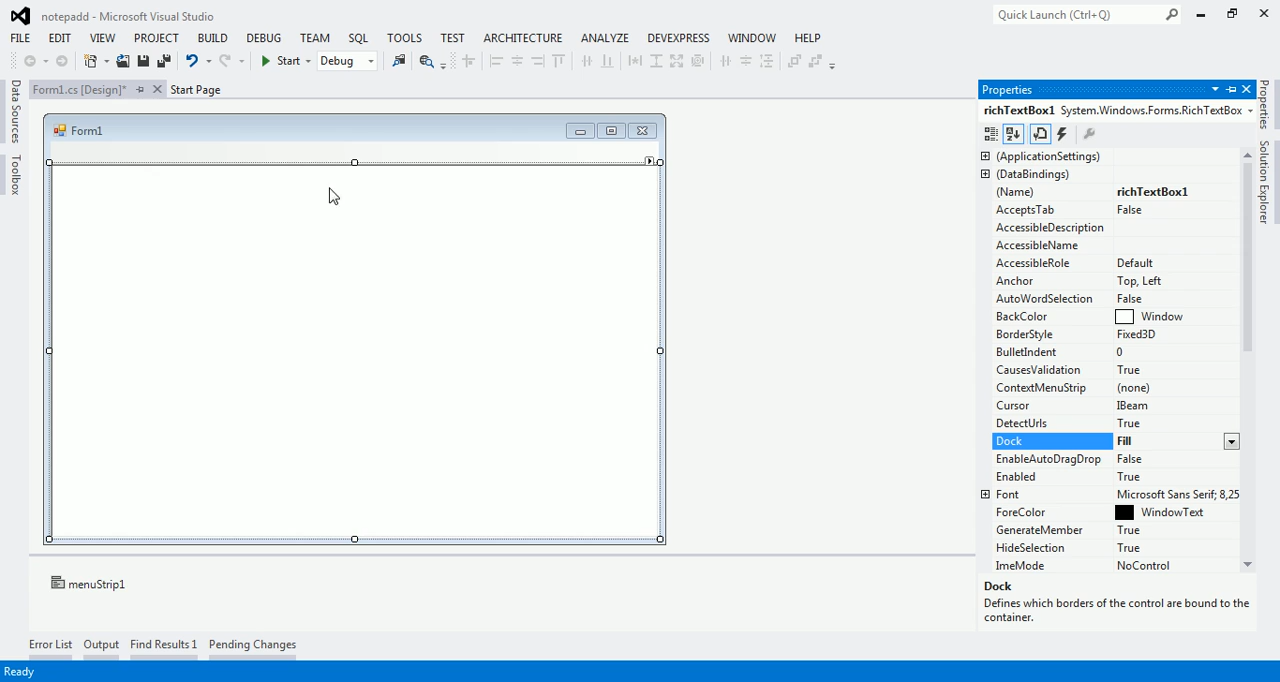 notepadd - Microsoft Visual Studio
Quick Launch (Ctrl+Q)
FILE EDIT VIEW PROJECT BUILD DEBUG TEAM SQL TOOLS TEST ARCHITECTURE ANALYZE DEVEXPRESS WINDOW HELP
Start Debug
Form1.cs [Design]* Start Page
Data Sources
Toolbox
Form1
menuStrip1
Properties
richTextBox1 System.Windows.Forms.RichTextBox
(ApplicationSettings)
(DataBindings)
(Name) richTextBox1
AcceptsTab False
AccessibleDescription
AccessibleName
AccessibleRole Default
Anchor Top, Left
AutoWordSelection False
BackColor Window
BorderStyle Fixed3D
BulletIndent 0
CausesValidation True
ContextMenuStrip (none)
Cursor IBeam
DetectUrls True
Dock Fill
EnableAutoDragDrop False
Enabled True
Font Microsoft Sans Serif; 8,25
ForeColor WindowText
GenerateMember True
HideSelection True
ImeMode NoControl
Dock
Defines which borders of the control are bound to the
container.
Properties
Solution Explorer
Error List Output Find Results 1 Pending Changes
Ready